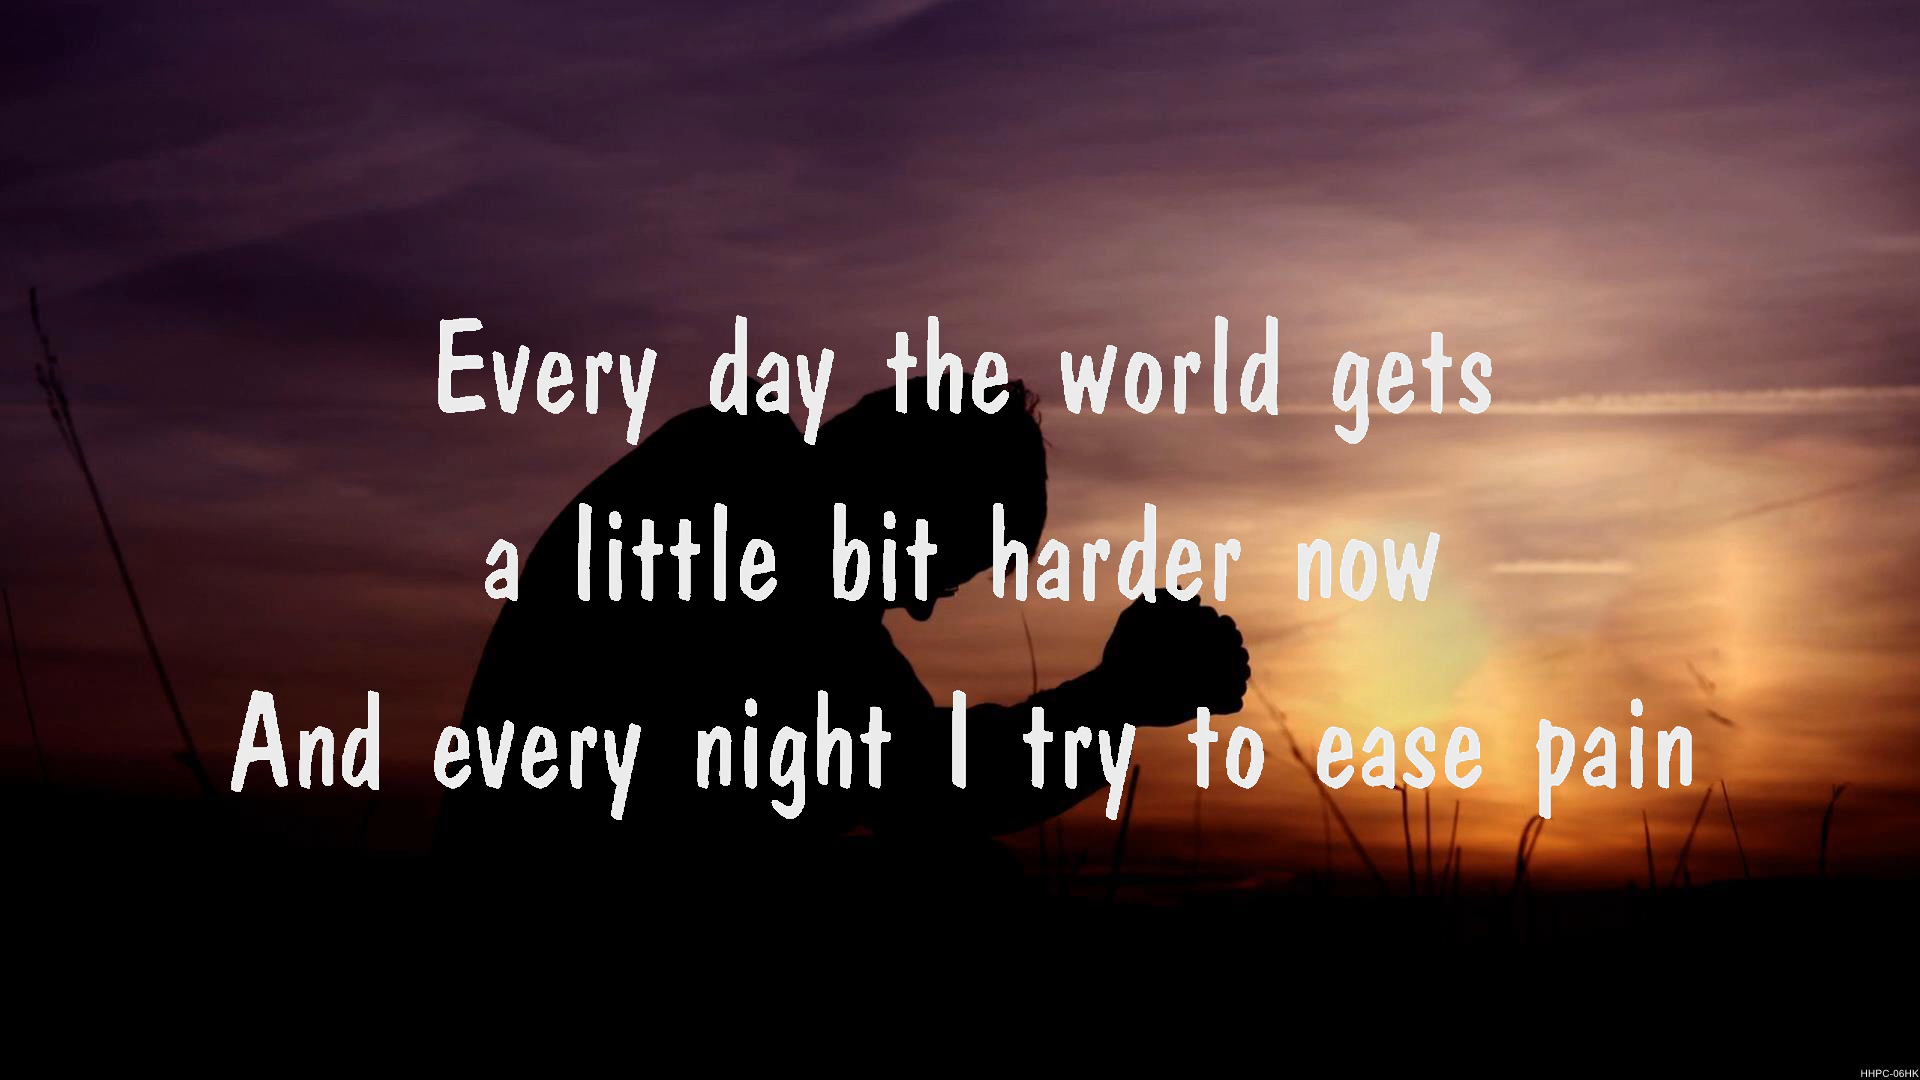 Every day the world gets
a little bit harder now
And every night I try to ease pain
HHPC-06HK